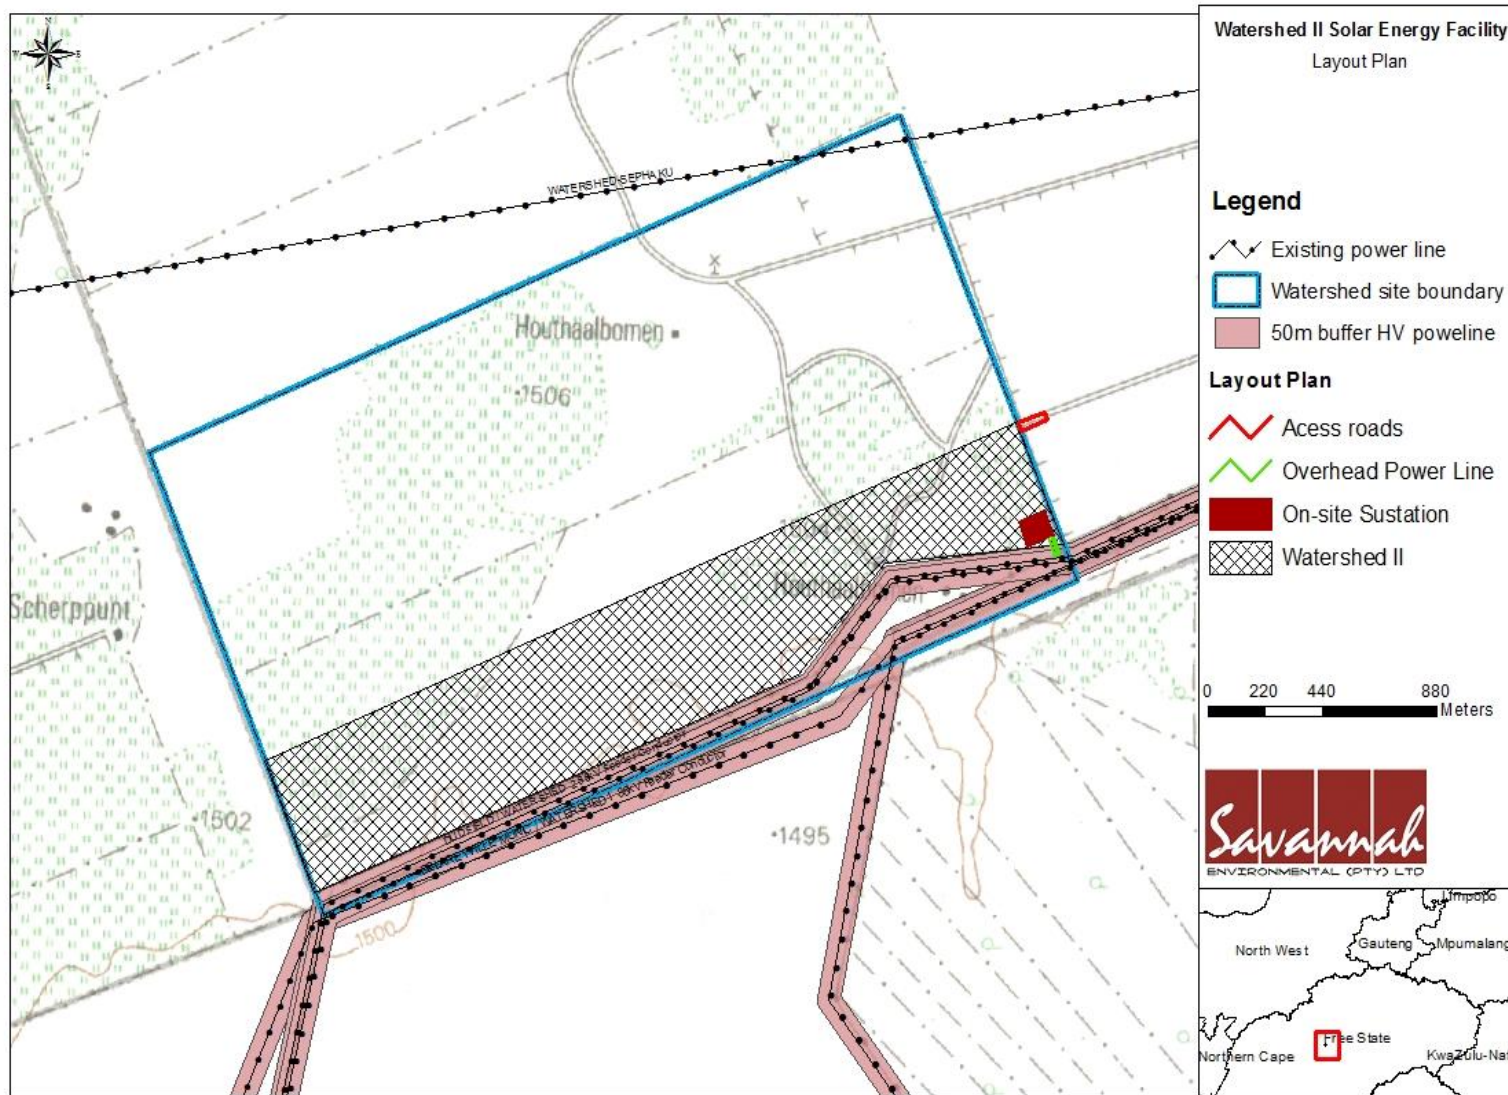 N
W
E
S
WATERSHED-SEPHAKU
Houthaalbomen
1506
Scherppunt
1502
1495
1500
Watershed II Solar Energy Facility
Layout Plan
Legend
Existing power line
Watershed site boundary
50m buffer HV poweline
Layout Plan
Acess roads
Overhead Power Line
On-site Sustation
Watershed II
0 220 440 880
Meters
Savannah
ENVIRONMENTAL (PTY) LTD
Limpopo
North West
Gauteng
Mpumalang
Free State
Northern Cape
KwaZulu-Nat